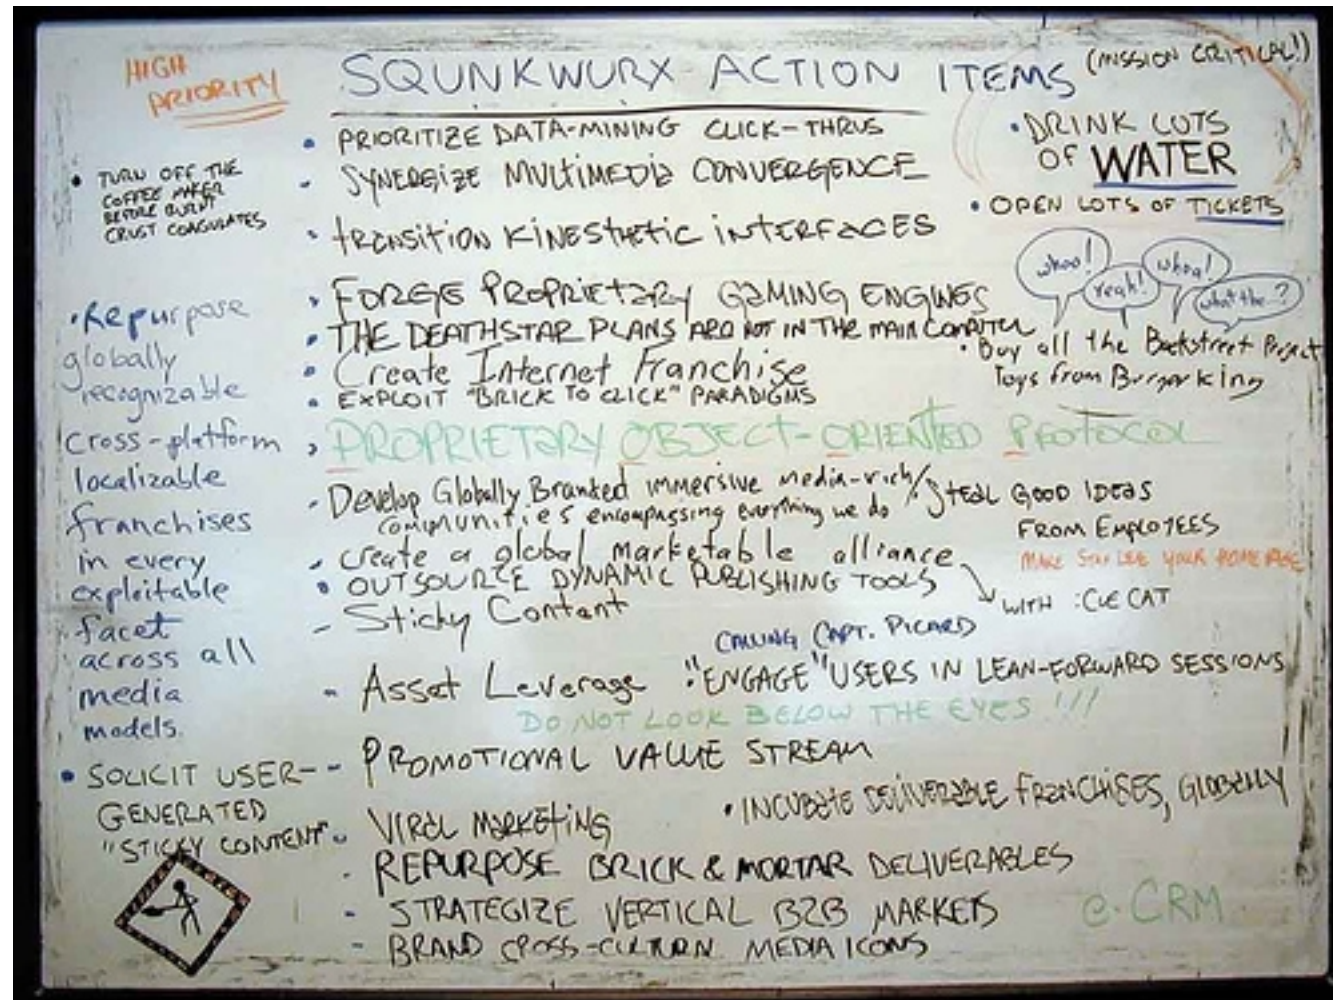 HIGH
PRIORITY
SQUNKWURX ACTION ITEMS
(MISSION CRITICAL!)
• TURN OFF THE
COFFEE MAKER
BEFORE BURNT
CRUST COAGULATES
• Repurpose
globally
recognizable
cross-platform
localizable
franchises
in every
exploitable
facet
across all
media
models.
• SOLICIT USER-
GENERATED
"STICKY CONTENT"
• PRIORITIZE DATA-MINING CLICK-THRUS
- SYNERGIZE MULTIMEDIA CONVERGENCE
• TRANSITION KINESTHETIC INTERFACES
• FORGE PROPRIETARY GAMING ENGINES
• THE DEATHSTAR PLANS ARE NOT IN THE MAIN COMPUTER
• Create Internet Franchise
• EXPLOIT "BRICK TO CLICK" PARADIGMS
• PROPRIETARY OBJECT-ORIENTED PROTOCOL
• Develop Globally Branded immersive media-rich
communities encompassing everything we do
• Create a global marketable alliance
• OUTSOURCE DYNAMIC PUBLISHING TOOLS
- Sticky Content
- Asset Leverage
- PROMOTIONAL VALUE STREAM
- VIRAL MARKETING
- REPURPOSE BRICK & MORTAR DELIVERABLES
- STRATEGIZE VERTICAL B2B MARKETS
- BRAND CROSS-CULTURAL MEDIA ICONS
• DRINK LOTS
OF WATER
• OPEN LOTS OF TICKETS
whoo!
Yeah!
whoa!
what the..?
• Buy all the Backstreet Project
Toys from Burger King
• STEAL GOOD IDEAS
FROM EMPLOYEES
MAKE YOUR HOME PAGE
WITH :CUE CAT
CALLING CAPT. PICARD
• "ENGAGE" USERS IN LEAN-FORWARD SESSIONS
DO NOT LOOK BELOW THE EYES!!!
• INCUBATE DELIVERABLE FRANCHISES, GLOBALLY
e-CRM